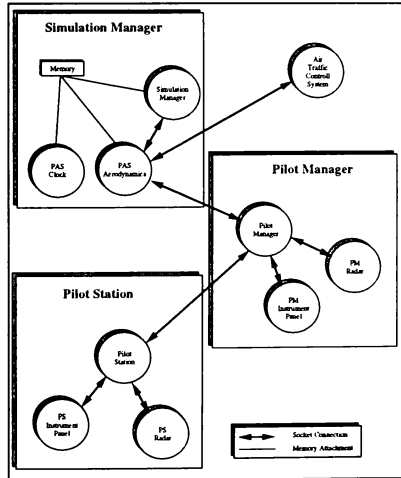 Simulation Manager
Memory
Simulation
Manager
Air
Traffic
Controll
System
PAS
Clock
PAS
Aerodynamics
Pilot Manager
Pilot
Manager
PM
Radar
PM
Instrument
Panel
Pilot Station
Pilot
Station
PS
Instrument
Panel
PS
Radar
Socket Connection
Memory Attachment